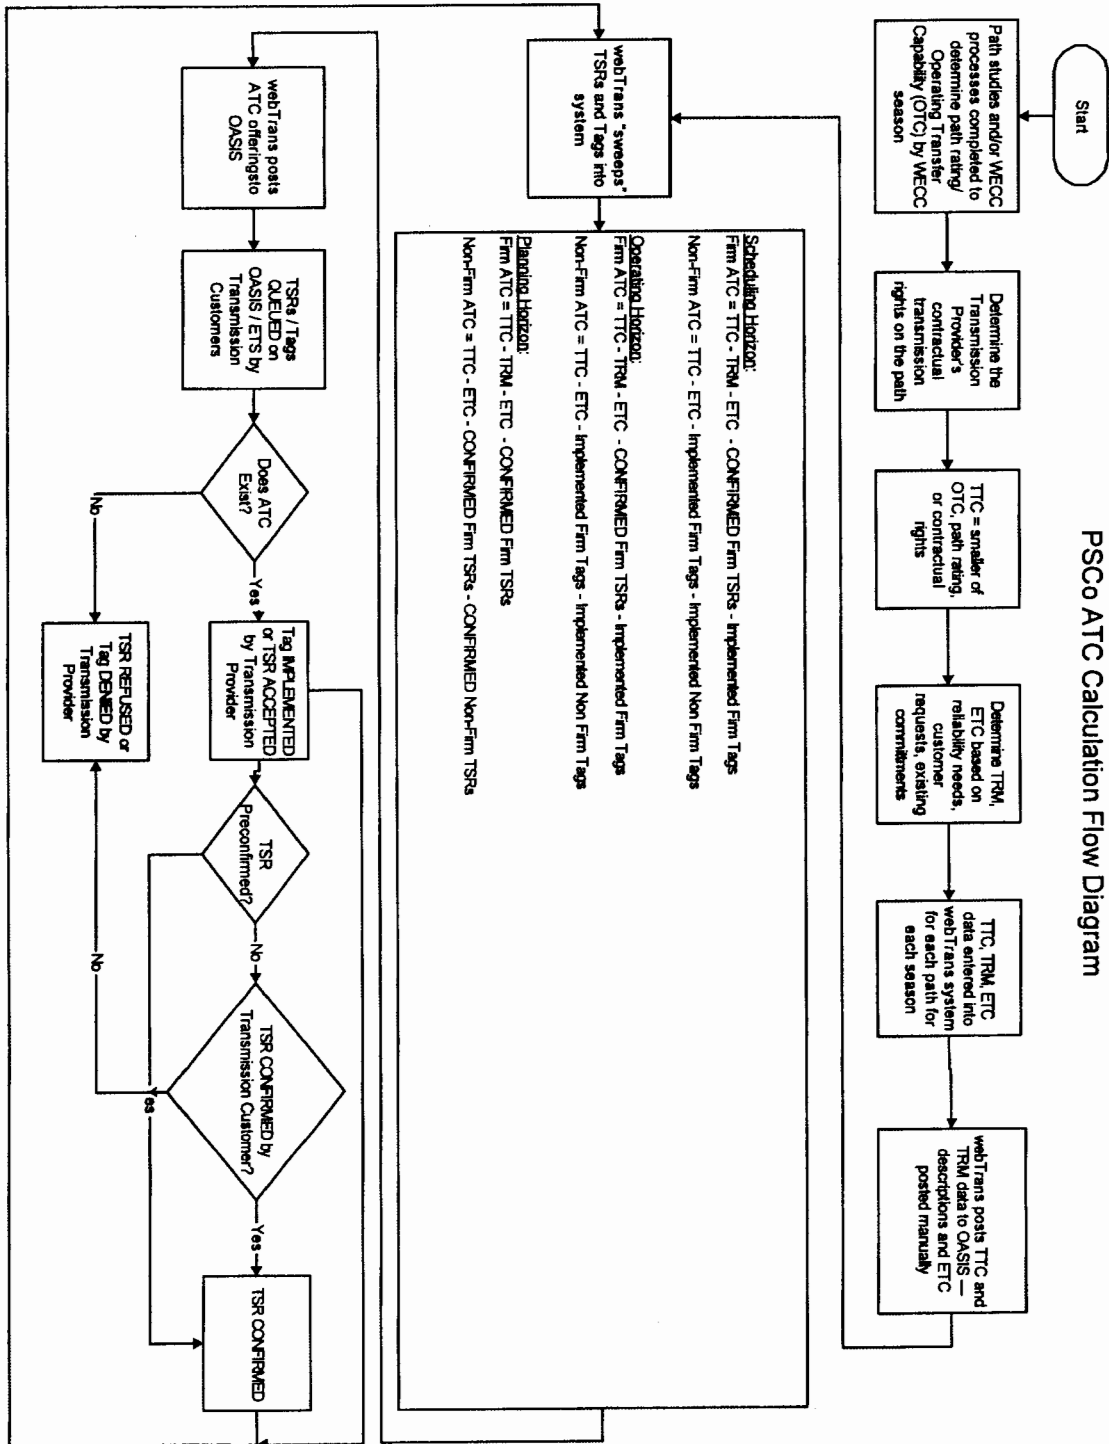 PSCo ATC Calculation Flow Diagram
Start
Path studies and/or WECC
processes completed to
determine path rating/
Operating Transfer
Capability (OTC) by WECC
season
Determine the
Transmission
Provider's
contractual
transmission
rights on the path
TTC = smaller of
OTC, path rating,
or contractual
rights
Determine TRM,
ETC based on
reliability needs,
customer
requests, existing
commitments
TTC, TRM, ETC
data entered into
webTrans system
for each path for
each season
webTrans posts TTC and
TRM data to OASIS —
descriptions and ETC
posted manually
webTrans "sweeps"
TSRs and Tags into
system
Scheduling Horizon:
Firm ATC = TTC - TRM - ETC - CONFIRMED Firm TSRs - Implemented Firm Tags
Non-Firm ATC = TTC - ETC - Implemented Firm Tags - Implemented Non Firm Tags
Operating Horizon:
Firm ATC = TTC - TRM - ETC - CONFIRMED Firm TSRs - Implemented Firm Tags
Non-Firm ATC = TTC - ETC - Implemented Firm Tags - Implemented Non Firm Tags
Planning Horizon:
Firm ATC = TTC - TRM - ETC - CONFIRMED Firm TSRs
Non-Firm ATC = TTC - ETC - CONFIRMED Firm TSRs - CONFIRMED Non-Firm TSRs
webTrans posts
ATC offeringsto
OASIS
TSRs / Tags
QUEUED on
OASIS / ETS by
Transmission
Customers
Does ATC
Exist?
Yes
No
Tag IMPLEMENTED
or TSR ACCEPTED
by Transmission
Provider
TSR REFUSED or
Tag DENIED by
Transmission
Provider
TSR
Preconfirmed?
No
Yes
TSR CONFIRMED by
Transmission Customer?
No
Yes
TSR CONFIRMED